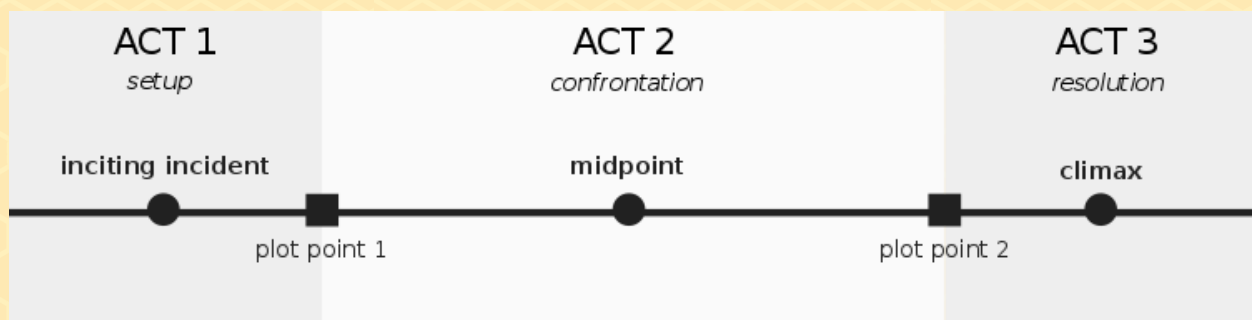 ACT 1
setup
ACT 2
confrontation
ACT 3
resolution
inciting incident
midpoint
climax
plot point 1
plot point 2